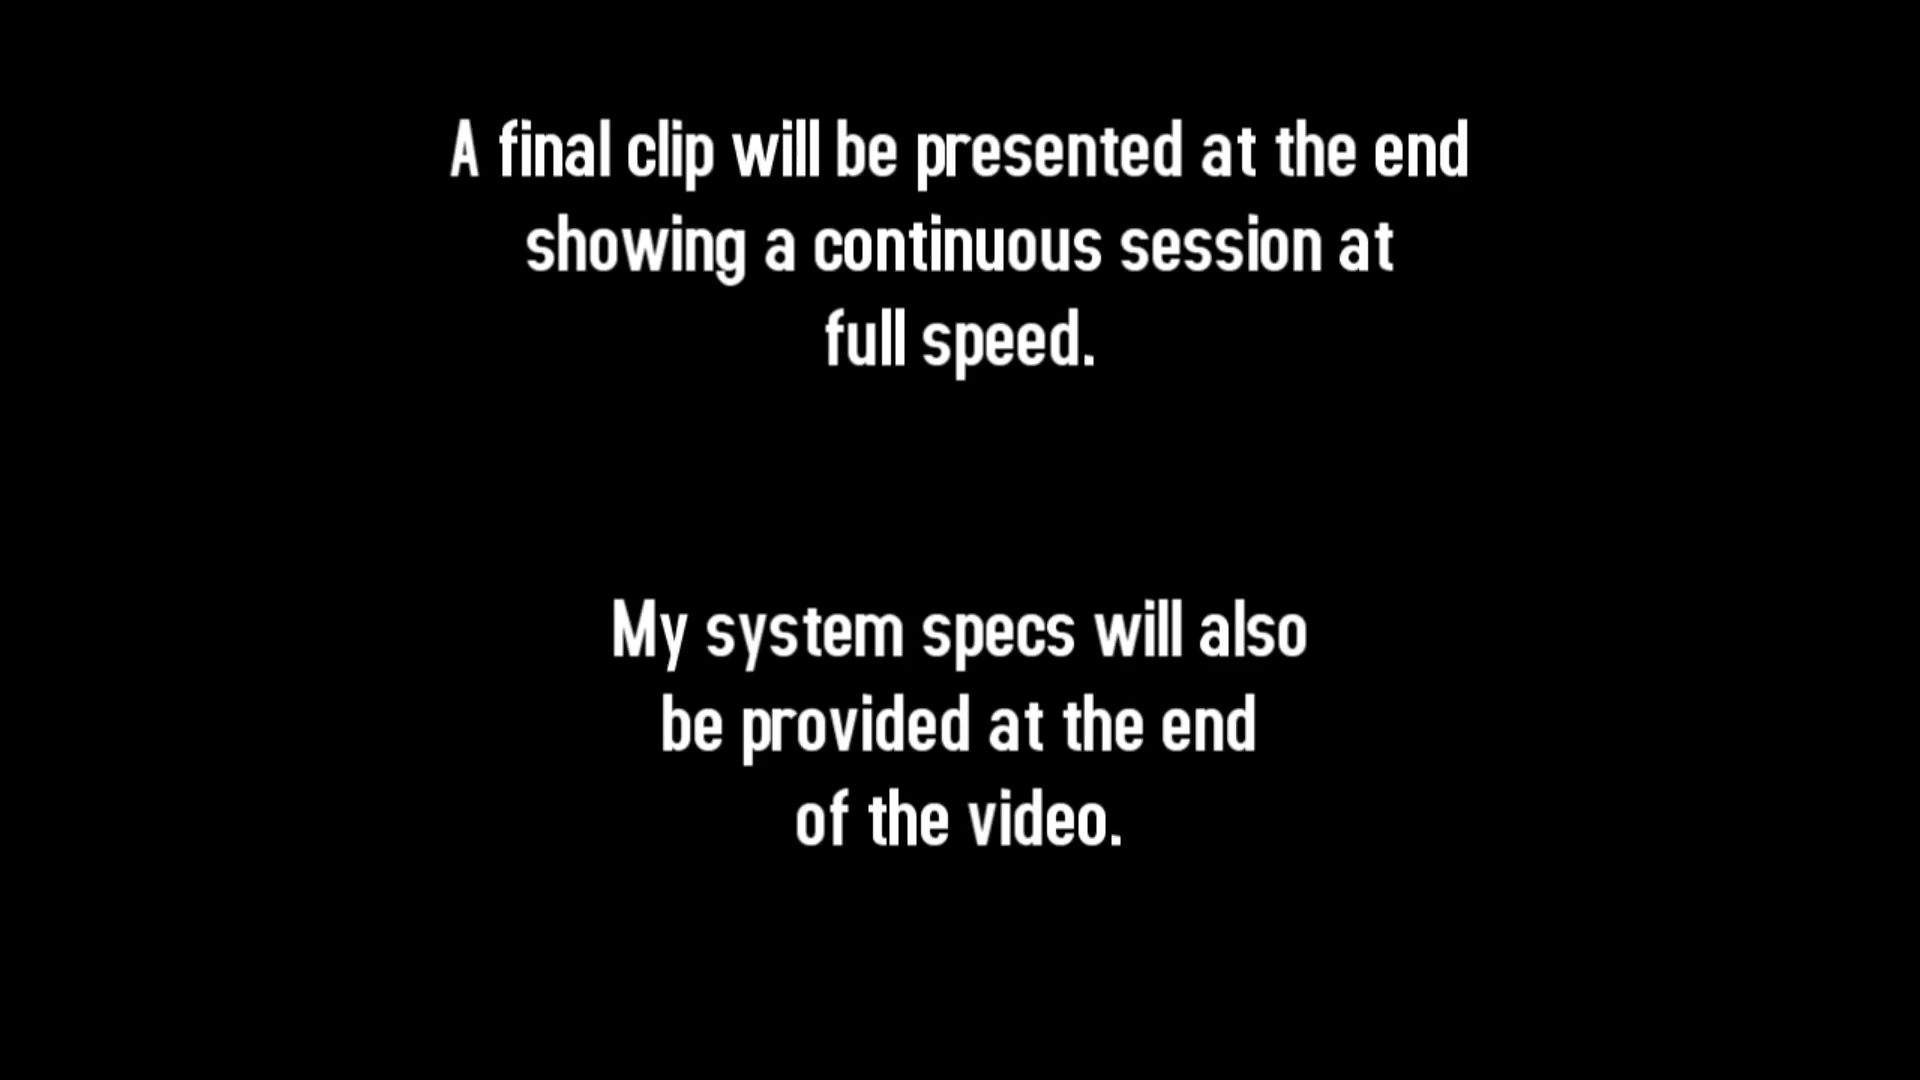 A final clip will be presented at the end
showing a continuous session at
full speed.
My system specs will also
be provided at the end
of the video.